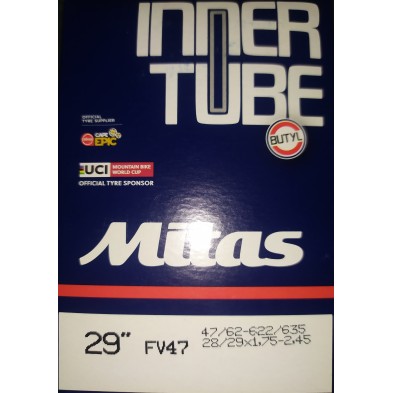 INNER
TUBE
OFFICIAL
TYRE SUPPLIER
EPIC
BUTYL
UCI MOUNTAIN BIKE
WORLD CUP
OFFICIAL TYRE SPONSOR
Mitas
29" FV47
47/62-622/635
28/29x1.75-2.45